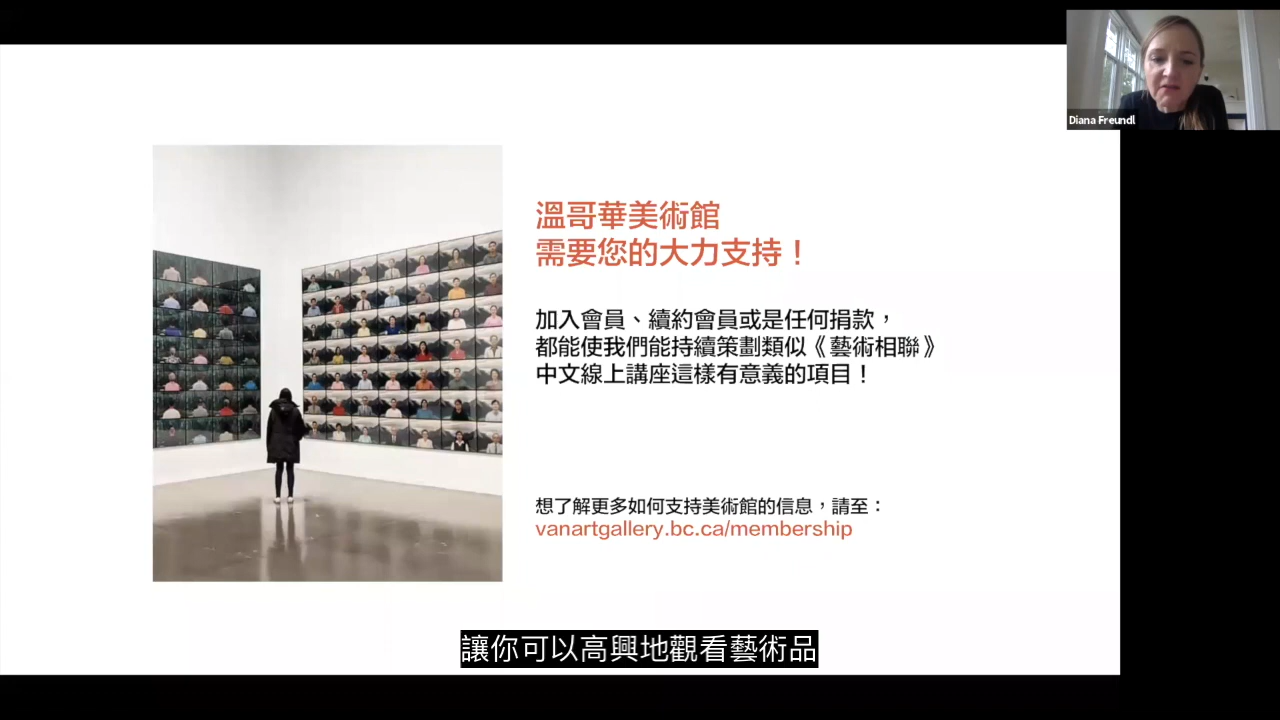 Diana Freundl
溫哥華美術館
需要您的大力支持！
加入會員、續約會員或是任何捐款，
都能使我們能持續策劃類似《藝術相聯》
中文線上講座這樣有意義的項目！
想了解更多如何支持美術館的信息，請至：
vanartgallery.bc.ca/membership
讓你可以高興地觀看藝術品